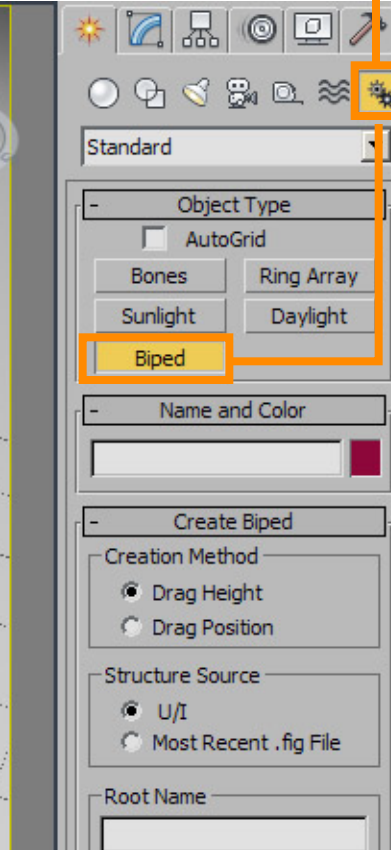 Standard
- Object Type
AutoGrid
Bones Ring Array
Sunlight Daylight
Biped
- Name and Color
- Create Biped
Creation Method
Drag Height
Drag Position
Structure Source
U/I
Most Recent .fig File
Root Name